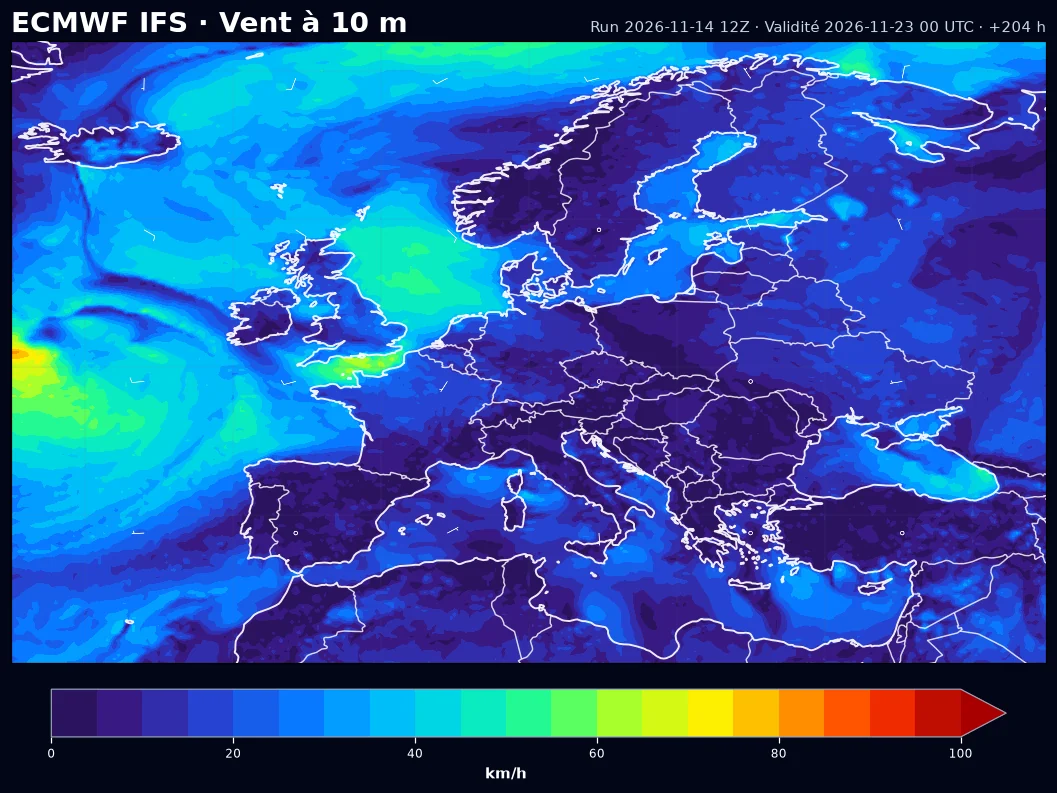 ECMWF IFS · Vent à 10 m
Run 2026-11-14 12Z · Validité 2026-11-23 00 UTC · +204 h
0 20 40 60 80 100
km/h